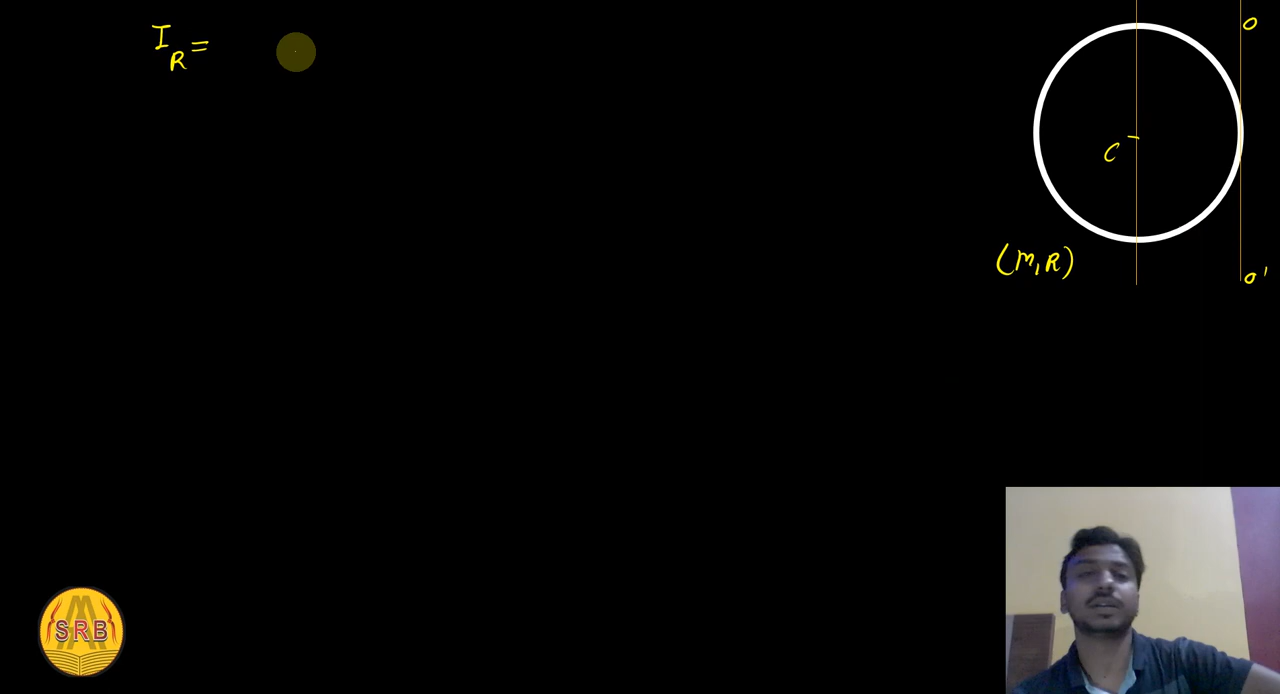 I_R =
O
C
(M, R)
O'
SRB